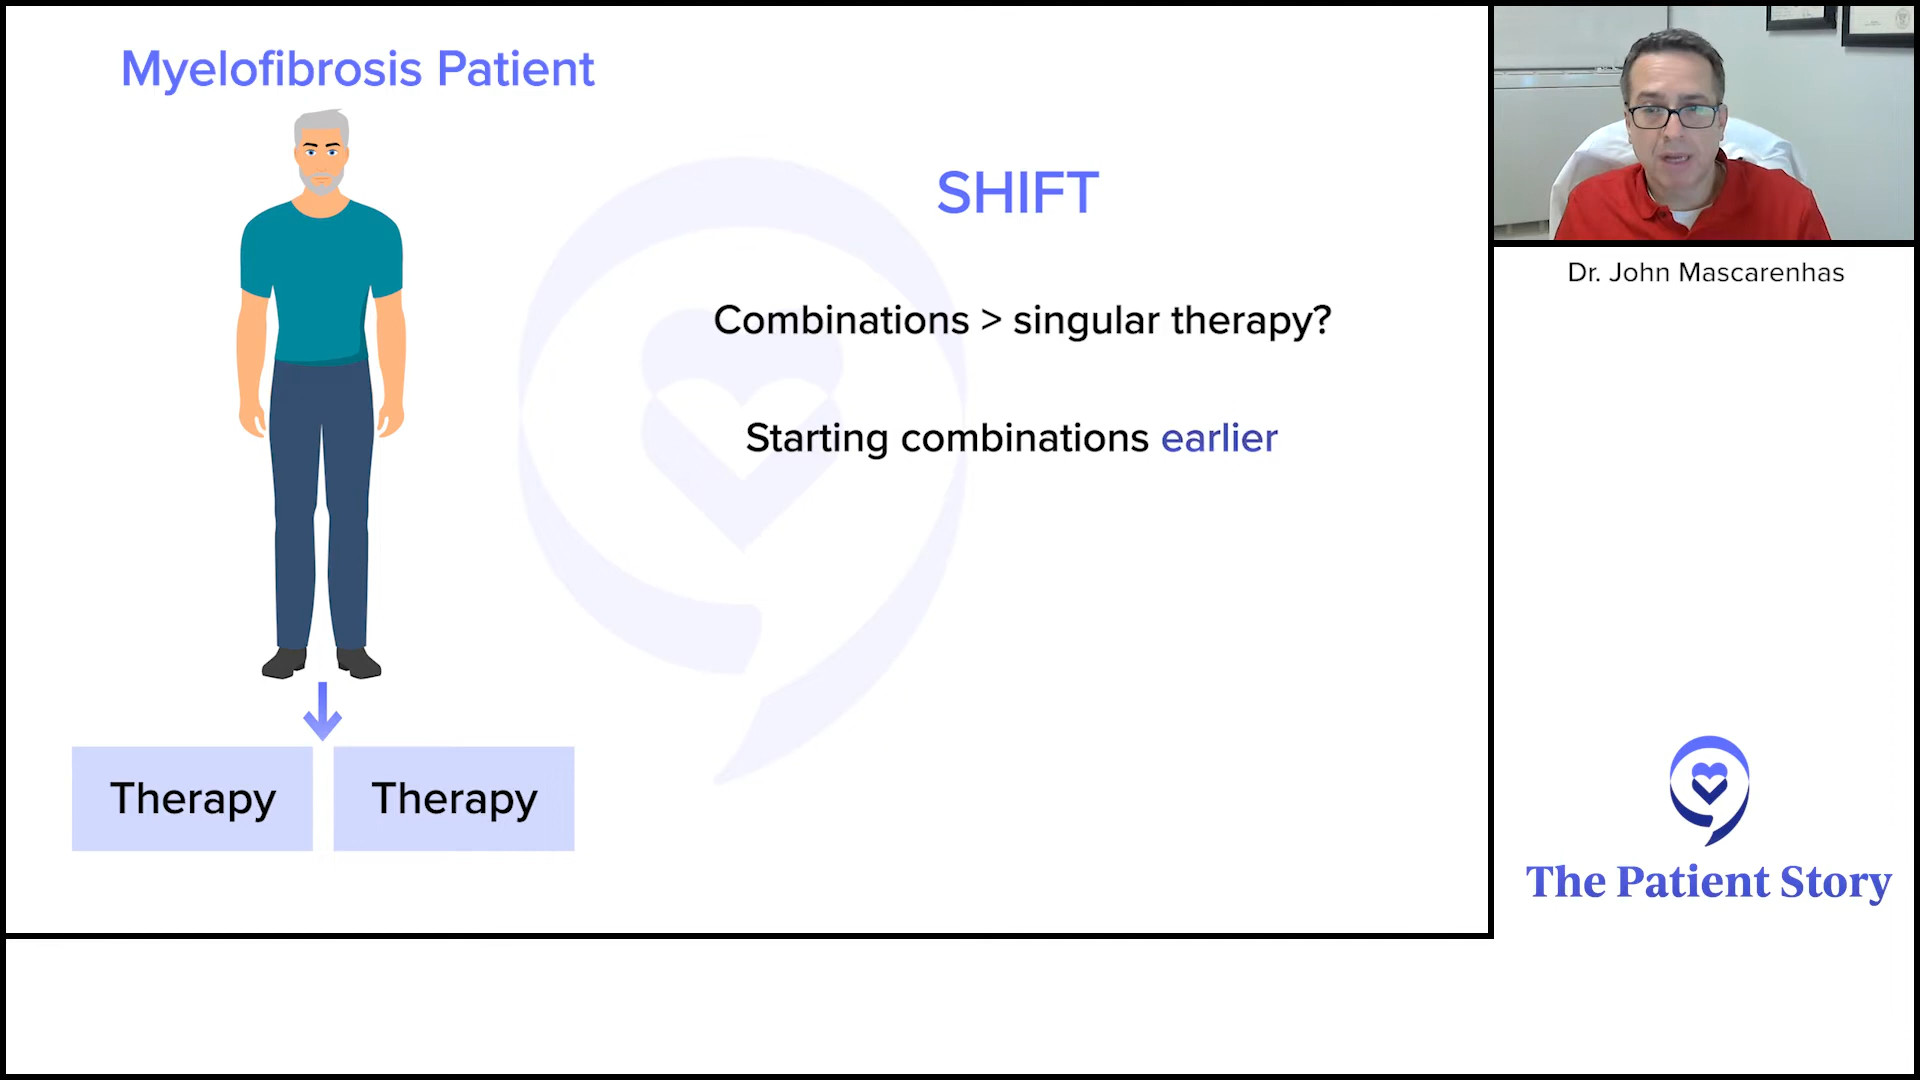 Myelofibrosis Patient
SHIFT
Combinations > singular therapy?
Starting combinations earlier
Therapy
Therapy
Dr. John Mascarenhas
The Patient Story